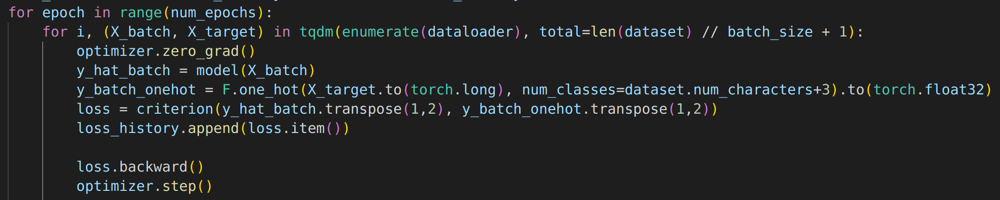 for epoch in range(num_epochs):
    for i, (X_batch, X_target) in tqdm(enumerate(dataloader), total=len(dataset) // batch_size + 1):
        optimizer.zero_grad()
        y_hat_batch = model(X_batch)
        y_batch_onehot = F.one_hot(X_target.to(torch.long), num_classes=dataset.num_characters+3).to(torch.float32)
        loss = criterion(y_hat_batch.transpose(1,2), y_batch_onehot.transpose(1,2))
        loss_history.append(loss.item())

        loss.backward()
        optimizer.step()